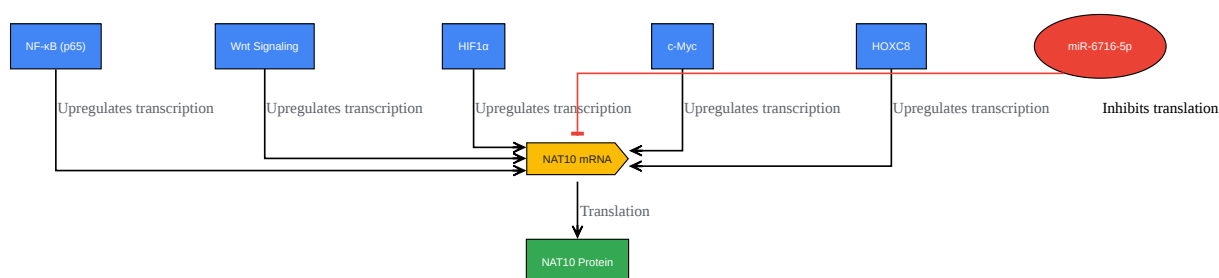 NF-κB (p65)
Wnt Signaling
HIF1α
c-Myc
HOXC8
miR-6716-5p
Upregulates transcription
Upregulates transcription
Upregulates transcription
Upregulates transcription
Upregulates transcription
Inhibits translation
NAT10 mRNA
Translation
NAT10 Protein